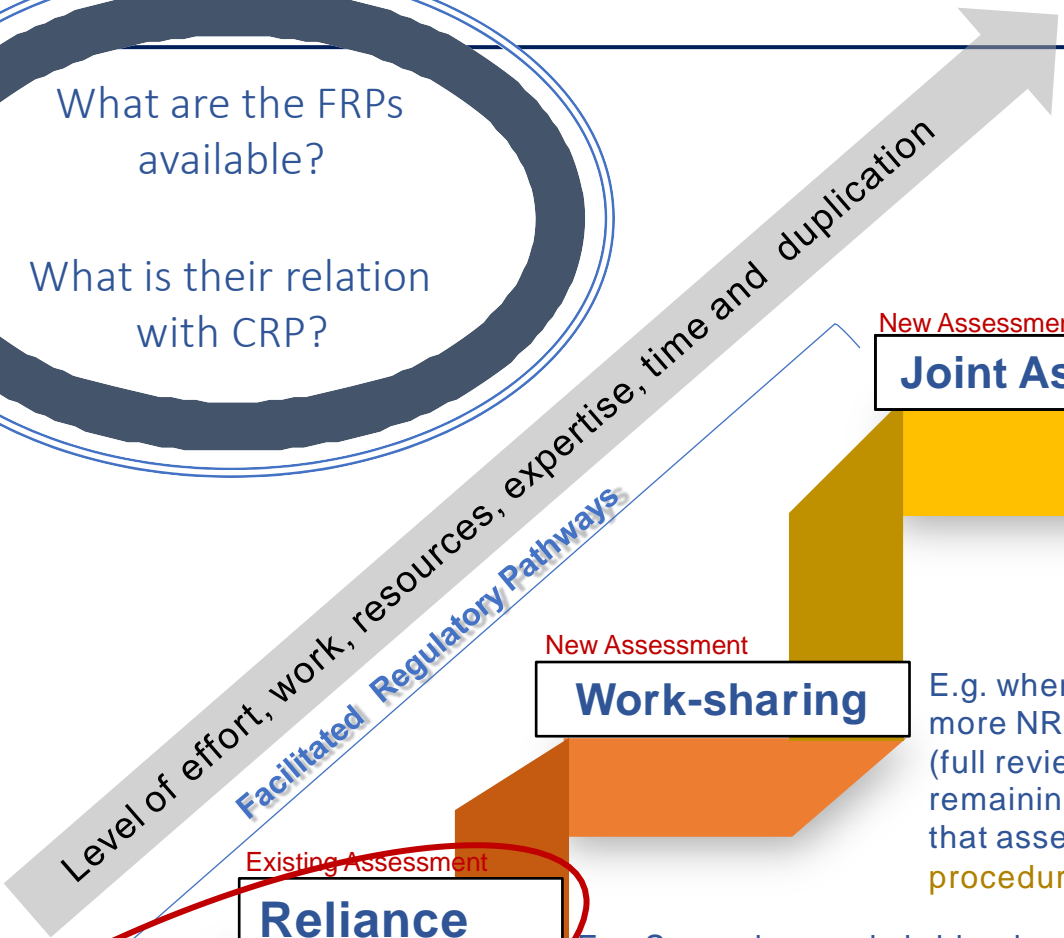 What are the FRPs
available?
What is their relation
with CRP?
Level of effort, work, resources, expertise, time and duplication
Facilitated Regulatory Pathways
New Assessment
Joint As
New Assessment
Work-sharing
E.g. when
more NR
(full revie
remainin
that asse
procedur
Existing Assessment
Reliance